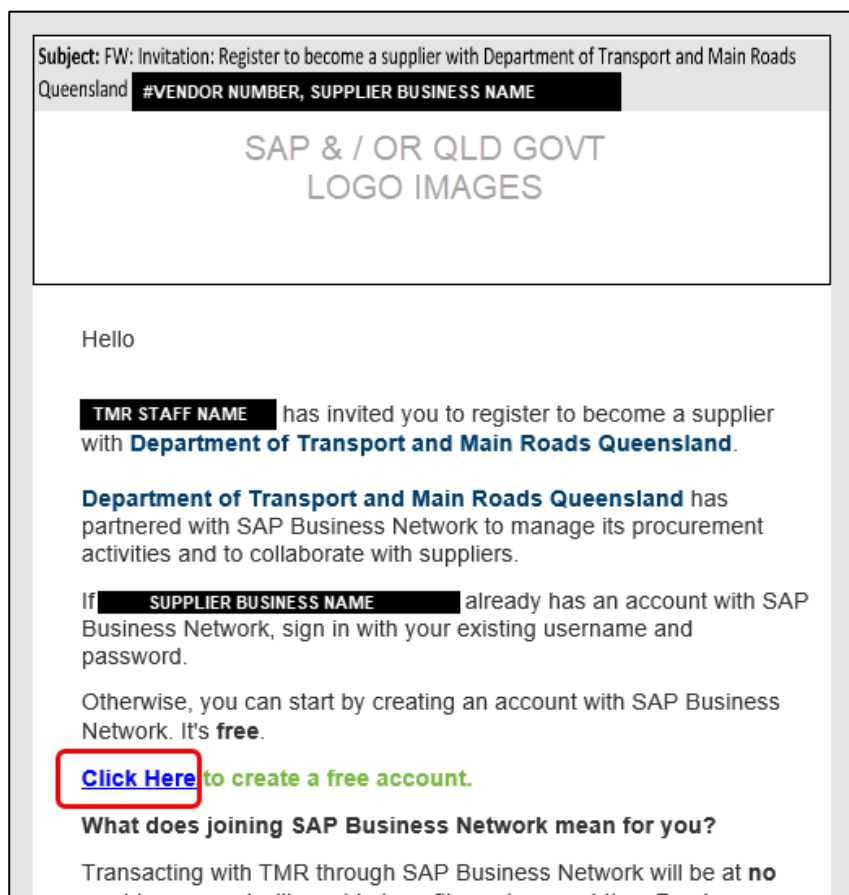 Subject: FW: Invitation: Register to become a supplier with Department of Transport and Main Roads
Queensland #VENDOR NUMBER, SUPPLIER BUSINESS NAME
SAP & / OR QLD GOVT
LOGO IMAGES
Hello
TMR STAFF NAME has invited you to register to become a supplier
with Department of Transport and Main Roads Queensland.
Department of Transport and Main Roads Queensland has
partnered with SAP Business Network to manage its procurement
activities and to collaborate with suppliers.
If SUPPLIER BUSINESS NAME already has an account with SAP
Business Network, sign in with your existing username and
password.
Otherwise, you can start by creating an account with SAP Business
Network. It's free.
Click Here to create a free account.
What does joining SAP Business Network mean for you?
Transacting with TMR through SAP Business Network will be at no